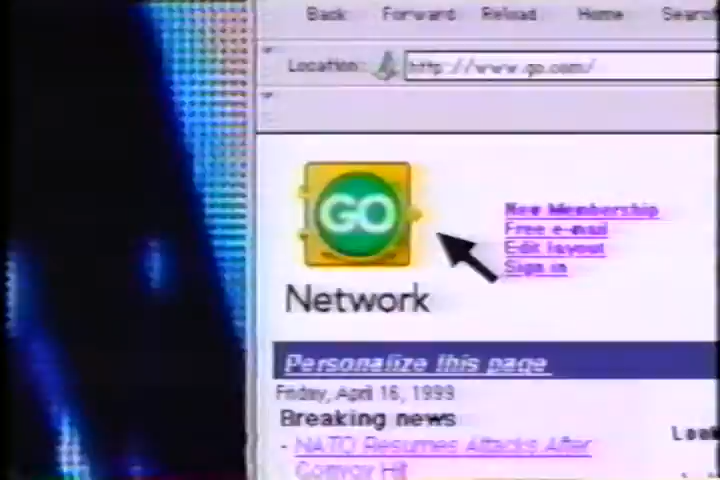 Back Forward Reload Home Search
Location: http://www.go.com/
GO
Network
New Membership
Free e-mail
Edit layout
Sign in
Personalize this page
Friday, April 16, 1999
Breaking news
- NATO Resumes Attacks After
Convoy Hit